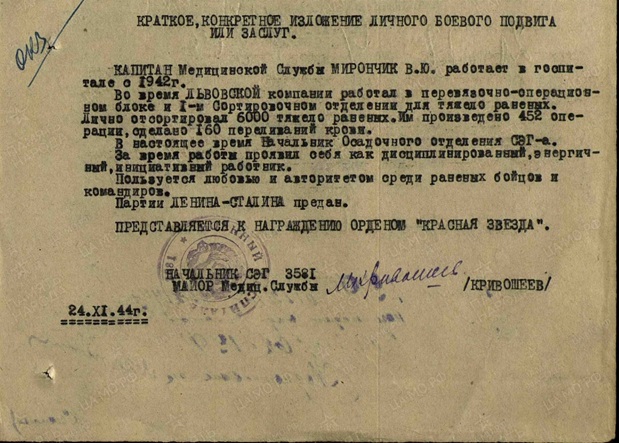 КРАТКОЕ, КОНКРЕТНОЕ ИЗЛОЖЕНИЕ ЛИЧНОГО БОЕВОГО ПОДВИГА
ИЛИ ЗАСЛУГ.
КАПИТАН Медицинской Службы МИРОНЧИК В.Ю. работает в госпи-
тале с 1942г.
Во время ЛЬВОВСКОЙ компании работал в перевязочно-операцион-
ном блоке и I-м Сортировочном отделении для тяжело раненых.
Лично отсортировал 6000 тяжело раненых.Им произведено 452 опе-
рации,сделано I60 переливаний крови.
В настоящее время Начальник Осадочного отделения СЭГ-а.
За время работы проявил себя как дисциплинированный,энергич-
ный,инициативный работник.
Пользуется любовью и авторитетом среди раненых бойцов и
командиров.
Партии ЛЕНИНА-СТАЛИНА предан.
ПРЕДСТАВЛЯЕТСЯ К НАГРАЖДЕНИЮ ОРДЕНОМ "КРАСНАЯ ЗВЕЗДА".
НАЧАЛЬНИК СЭГ 3581
МАЙОР Медиц.Службы /КРИВОШЕЕВ/
24.XI.44г.